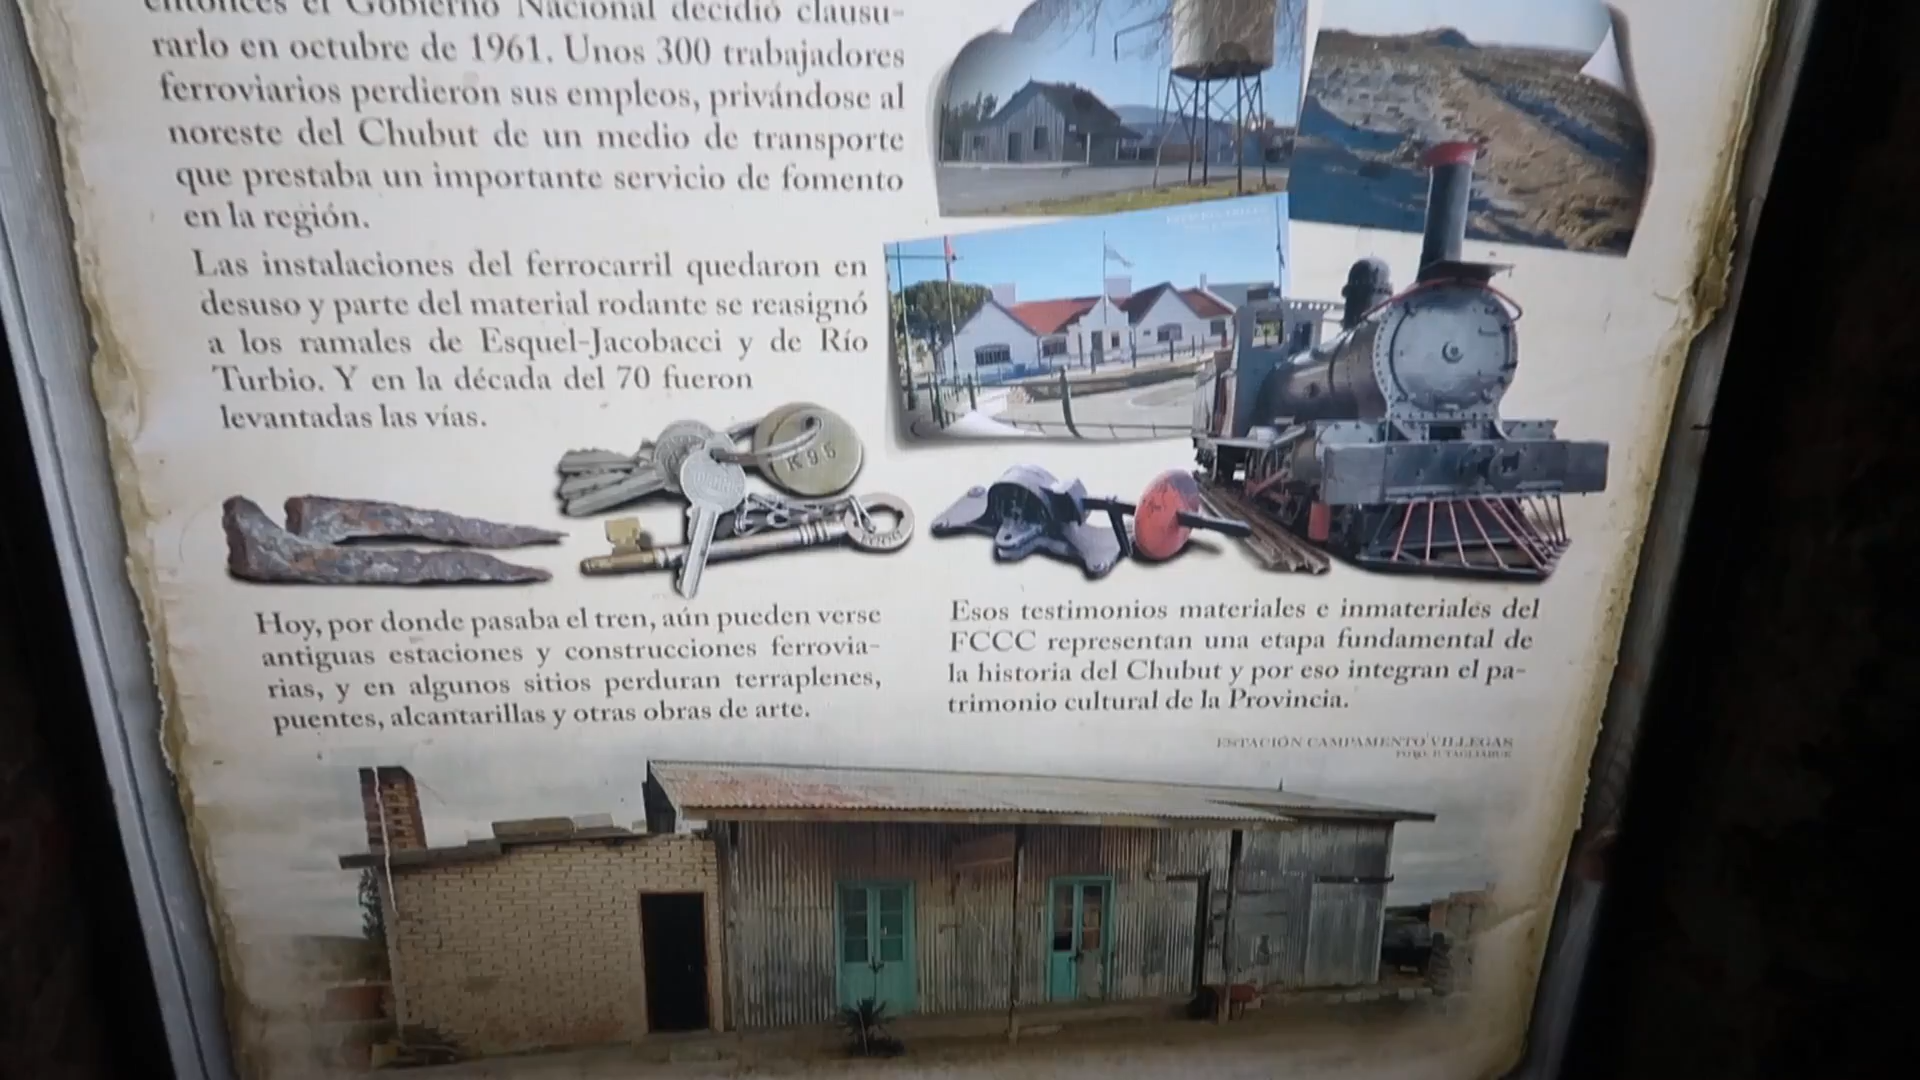 entonces el Gobierno Nacional decidió clausu-
rarlo en octubre de 1961. Unos 300 trabajadores
ferroviarios perdieron sus empleos, privándose al
noreste del Chubut de un medio de transporte
que prestaba un importante servicio de fomento
en la región.
Las instalaciones del ferrocarril quedaron en
desuso y parte del material rodante se reasignó
a los ramales de Esquel-Jacobacci y de Río
Turbio. Y en la década del 70 fueron
levantadas las vías.
K 95
Hoy, por donde pasaba el tren, aún pueden verse
antiguas estaciones y construcciones ferrovia-
rias, y en algunos sitios perduran terraplenes,
puentes, alcantarillas y otras obras de arte.
Esos testimonios materiales e inmateriales del
FCCC representan una etapa fundamental de
la historia del Chubut y por eso integran el pa-
trimonio cultural de la Provincia.
ESTACIÓN CAMPAMENTO VILLEGAS